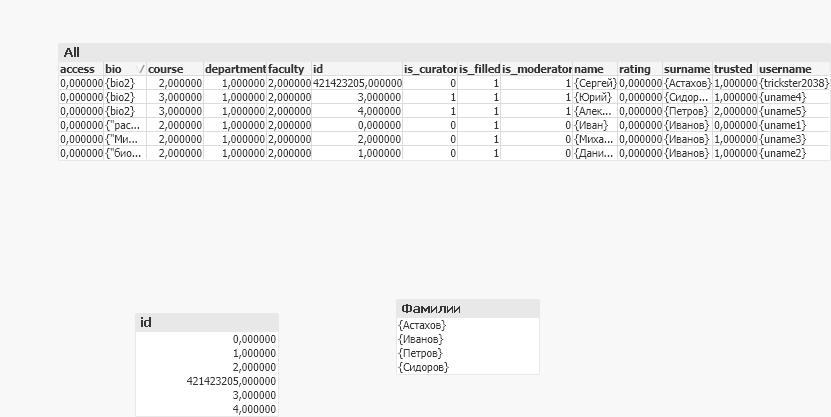 All
access bio / course department faculty id is_curator is_filled is_moderator name rating surname trusted username
0,000000 {bio2} 2,000000 1,000000 2,000000 421423205,000000 0 1 1 {Сергей} 0,000000 {Астахов} 1,000000 {trickster2038}
0,000000 {bio2} 3,000000 1,000000 2,000000 3,000000 1 1 1 {Юрий} 0,000000 {Сидор... 1,000000 {uname4}
0,000000 {bio2} 3,000000 1,000000 2,000000 4,000000 1 1 1 {Алек... 0,000000 {Петров} 2,000000 {uname5}
0,000000 {"рас... 2,000000 1,000000 2,000000 0,000000 0 1 0 {Иван} 0,000000 {Иванов} 0,000000 {uname1}
0,000000 {"Ми... 2,000000 1,000000 2,000000 2,000000 0 1 0 {Миха... 0,000000 {Иванов} 1,000000 {uname3}
0,000000 {"био... 2,000000 1,000000 2,000000 1,000000 0 1 0 {Дани... 0,000000 {Иванов} 1,000000 {uname2}
id
0,000000
1,000000
2,000000
421423205,000000
3,000000
4,000000
Фамилии
{Астахов}
{Иванов}
{Петров}
{Сидоров}